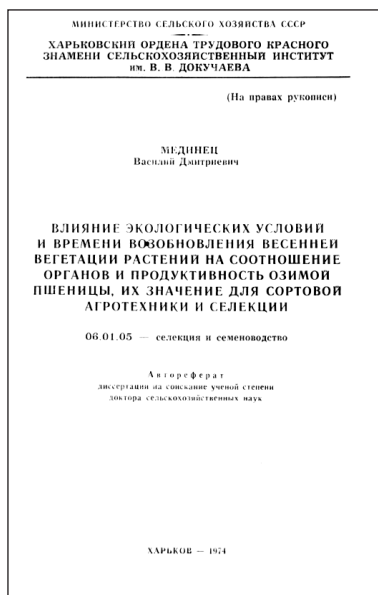 МИНИСТЕРСТВО СЕЛЬСКОГО ХОЗЯЙСТВА СССР
ХАРЬКОВСКИЙ ОРДЕНА ТРУДОВОГО КРАСНОГО
ЗНАМЕНИ СЕЛЬСКОХОЗЯЙСТВЕННЫЙ ИНСТИТУТ
им. В. В. ДОКУЧАЕВА
(На правах рукописи)
МЕДИНЕЦ
Василий Дмитриевич
ВЛИЯНИЕ ЭКОЛОГИЧЕСКИХ УСЛОВИЙ
И ВРЕМЕНИ ВОЗОБНОВЛЕНИЯ ВЕСЕННЕЙ
ВЕГЕТАЦИИ РАСТЕНИЙ НА СООТНОШЕНИЕ
ОРГАНОВ И ПРОДУКТИВНОСТЬ ОЗИМОЙ
ПШЕНИЦЫ, ИХ ЗНАЧЕНИЕ ДЛЯ СОРТОВОЙ
АГРОТЕХНИКИ И СЕЛЕКЦИИ
06.01.05 — селекция и семеноводство
Автореферат
диссертации на соискание ученой степени
доктора сельскохозяйственных наук
ХАРЬКОВ — 1974